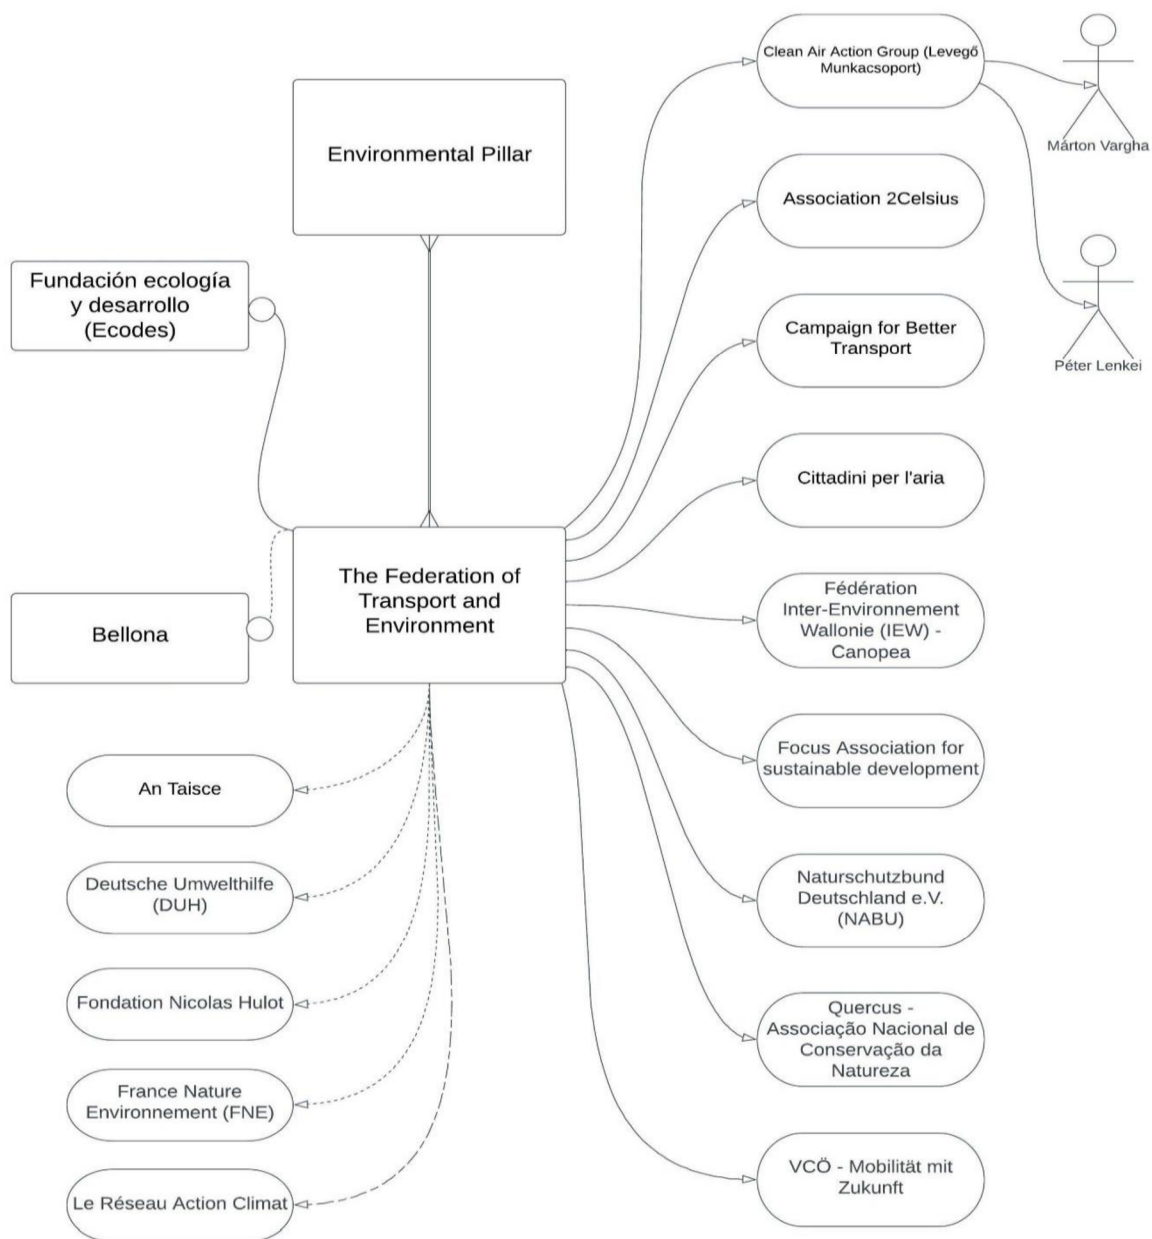 Clean Air Action Group (Levegő
Munkacsoport)
Márton Vargha
Environmental Pillar
Association 2Celsius
Fundación ecología
y desarrollo
(Ecodes)
Campaign for Better
Transport
Péter Lenkei
Cittadini per l'aria
The Federation of
Transport and
Environment
Bellona
Fédération
Inter-Environnement
Wallonie (IEW) -
Canopea
Focus Association for
sustainable development
An Taisce
Deutsche Umwelthilfe
(DUH)
Naturschutzbund
Deutschland e.V.
(NABU)
Fondation Nicolas Hulot
Quercus -
Associação Nacional de
Conservação da
Natureza
France Nature
Environnement (FNE)
VCÖ - Mobilität mit
Zukunft
Le Réseau Action Climat